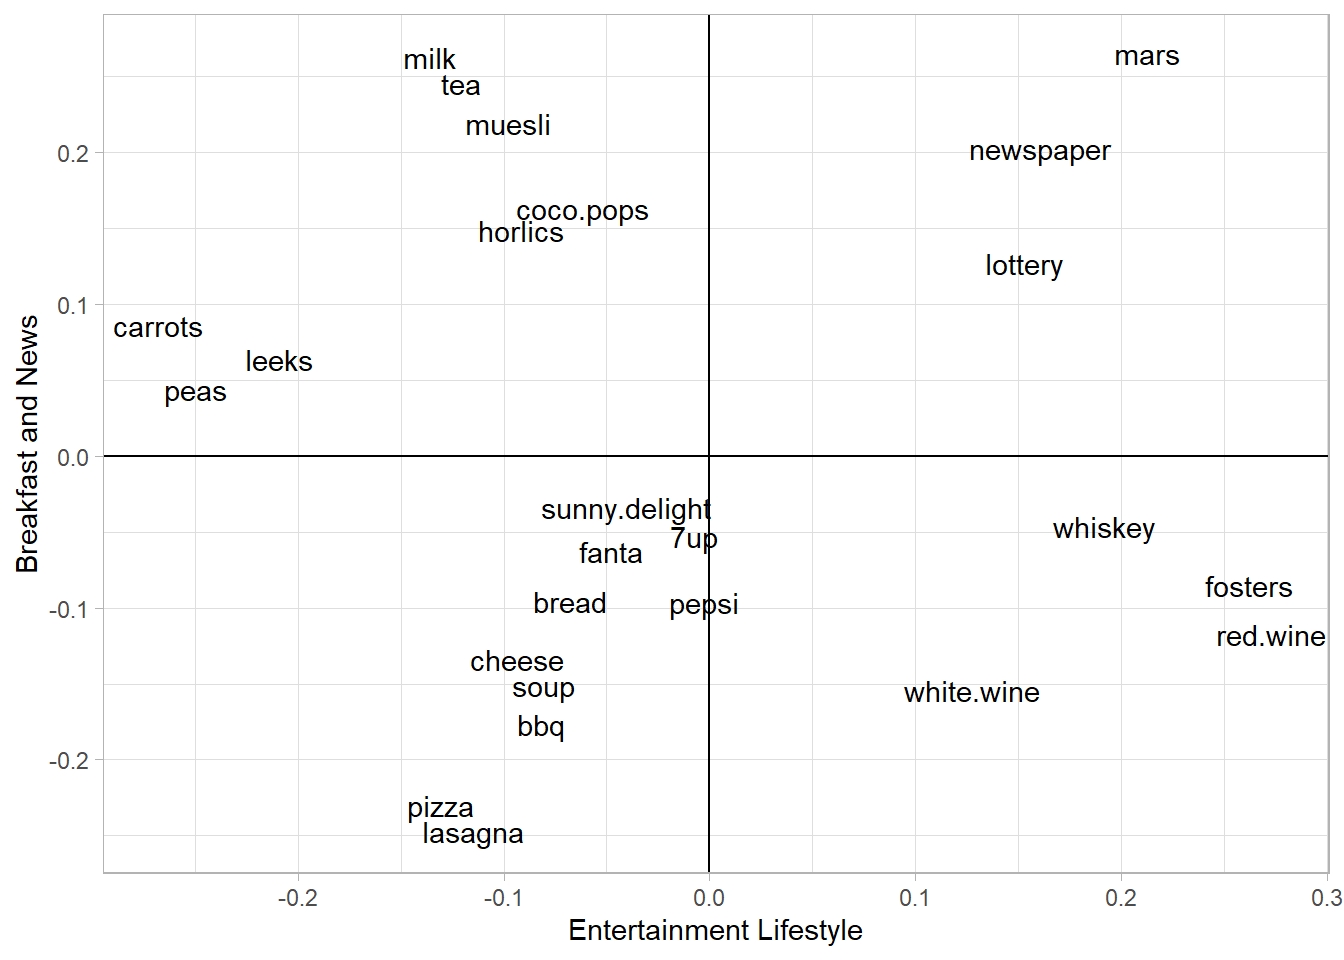 milk
mars
tea
muesli
newspaper
0.2
coco.pops
horlics
lottery
0.1
carrots
leeks
peas
Breakfast and News
0.0
sunny.delight
7up
whiskey
fanta
fosters
bread
pepsi
-0.1
red.wine
cheese
soup
white.wine
bbq
-0.2
pizza
lasagna
-0.2 -0.1 0.0 0.1 0.2 0.3
Entertainment Lifestyle